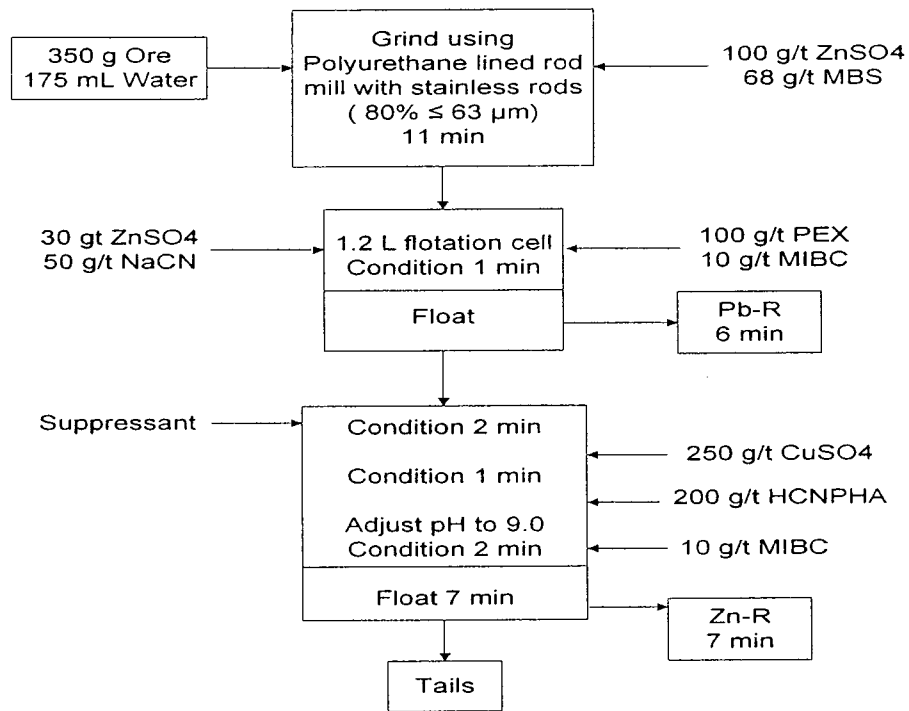 350 g Ore
175 mL Water
Grind using
Polyurethane lined rod
mill with stainless rods
( 80% ≤ 63 µm)
11 min
100 g/t ZnSO4
68 g/t MBS
30 gt ZnSO4
50 g/t NaCN
1.2 L flotation cell
Condition 1 min
100 g/t PEX
10 g/t MIBC
Float
Pb-R
6 min
Suppressant
Condition 2 min
250 g/t CuSO4
Condition 1 min
200 g/t HCNPHA
Adjust pH to 9.0
Condition 2 min
10 g/t MIBC
Float 7 min
Zn-R
7 min
Tails